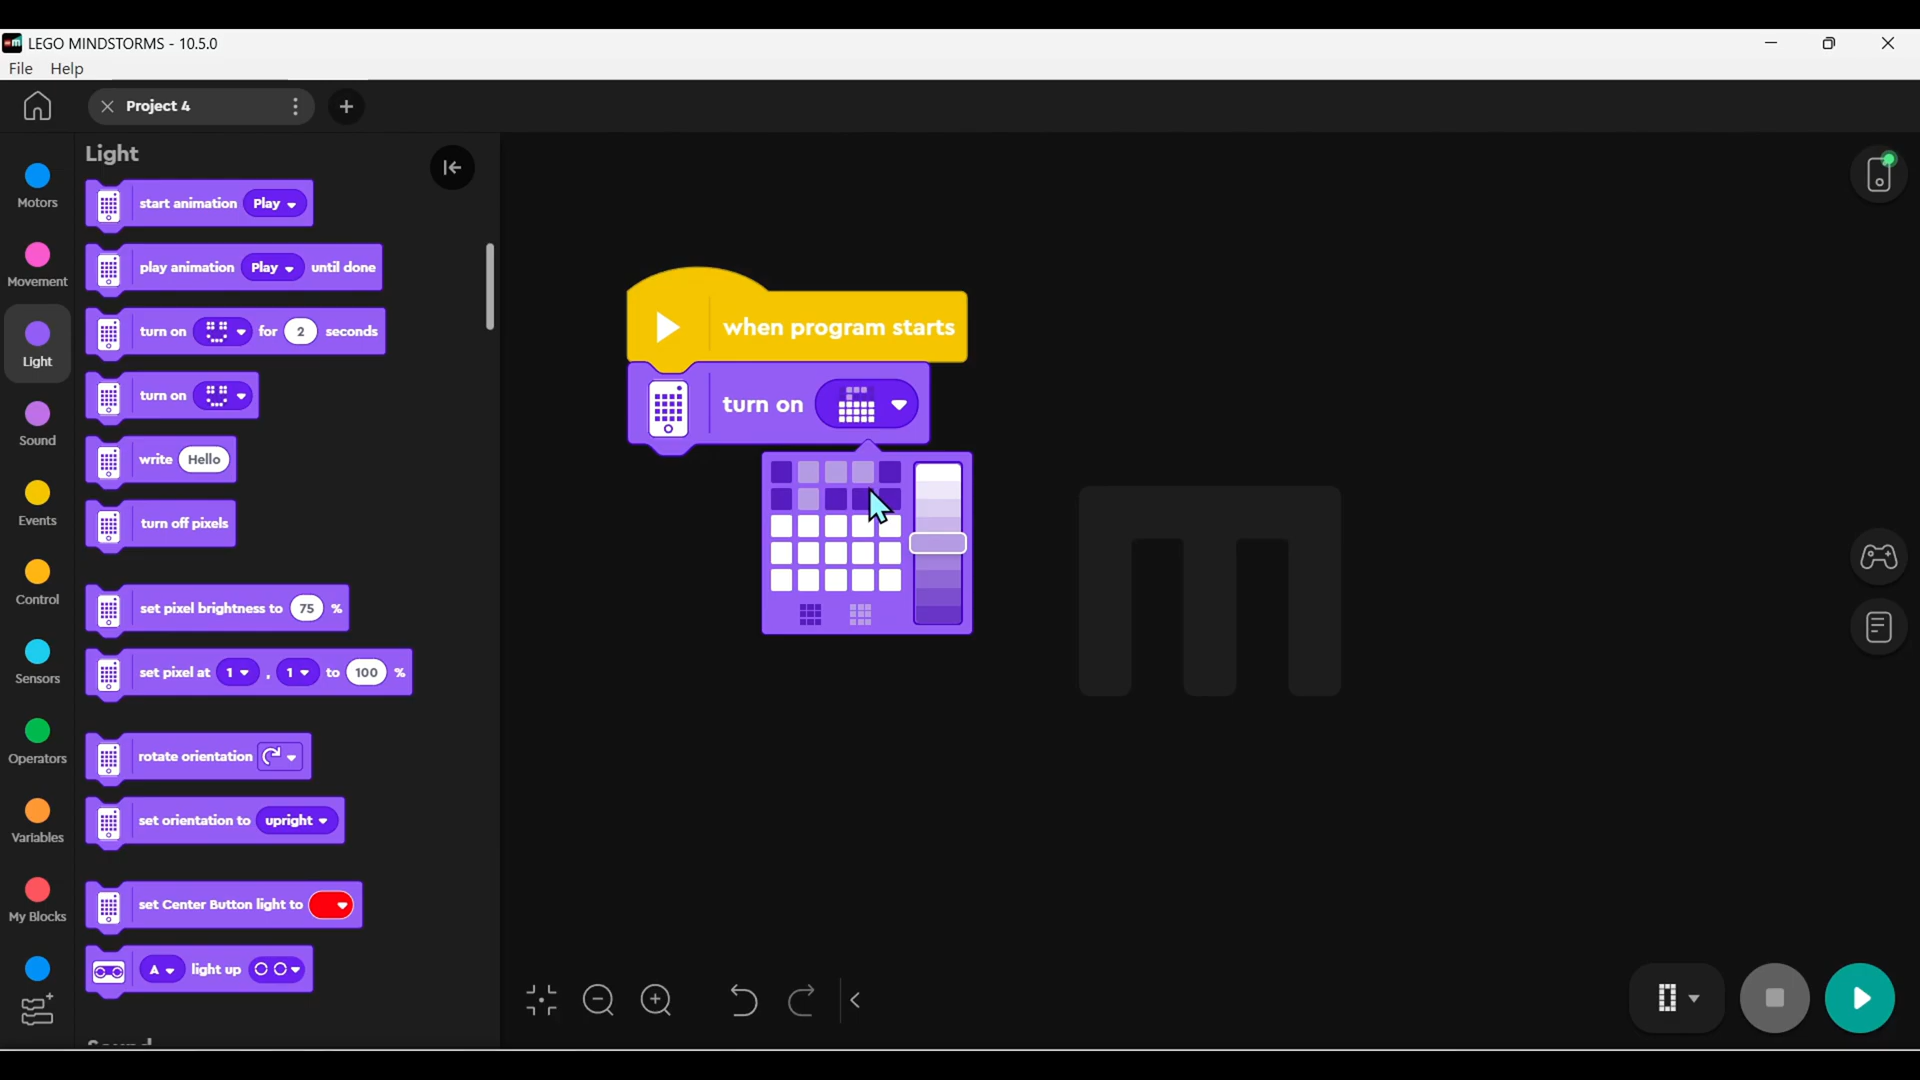 LEGO MINDSTORMS - 10.5.0
File Help
Project 4
Light
Motors
Movement
Light
Sound
Events
Control
Sensors
Operators
Variables
My Blocks
start animation Play
play animation Play until done
turn on for 2 seconds
turn on
write Hello
turn off pixels
set pixel brightness to 75 %
set pixel at 1 , 1 to 100 %
rotate orientation
set orientation to upright
set Center Button light to
A light up
Sound
when program starts
turn on